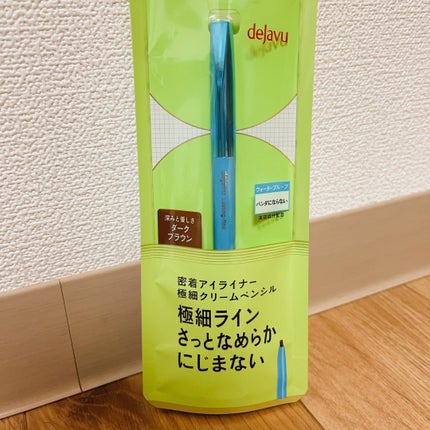 dejavu
ウォータープルーフ
パンダにならない
深みと優しさ
ダーク
ブラウン
密着アイライナー
極細クリームペンシル
極細ライン
さっとなめらか
にじまない